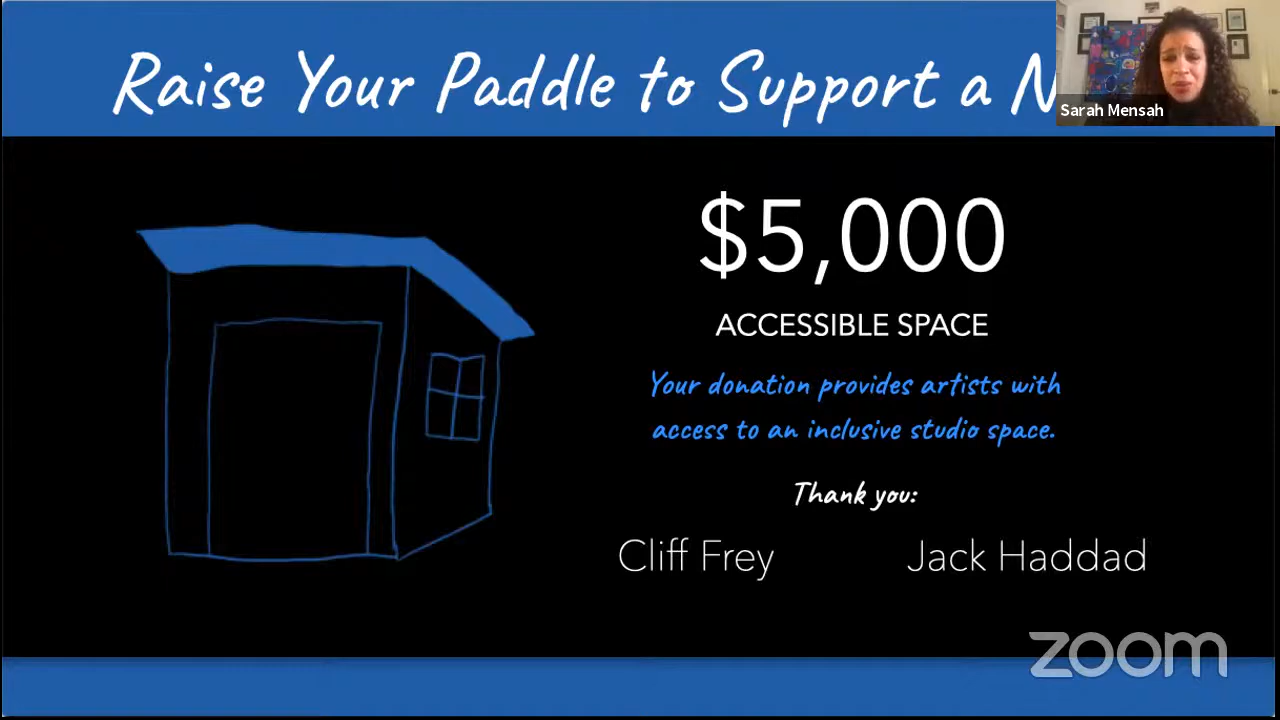 Raise Your Paddle to Support a
Sarah Mensah
$5,000
ACCESSIBLE SPACE
Your donation provides artists with
access to an inclusive studio space.
Thank you:
Cliff Frey
Jack Haddad
zoom